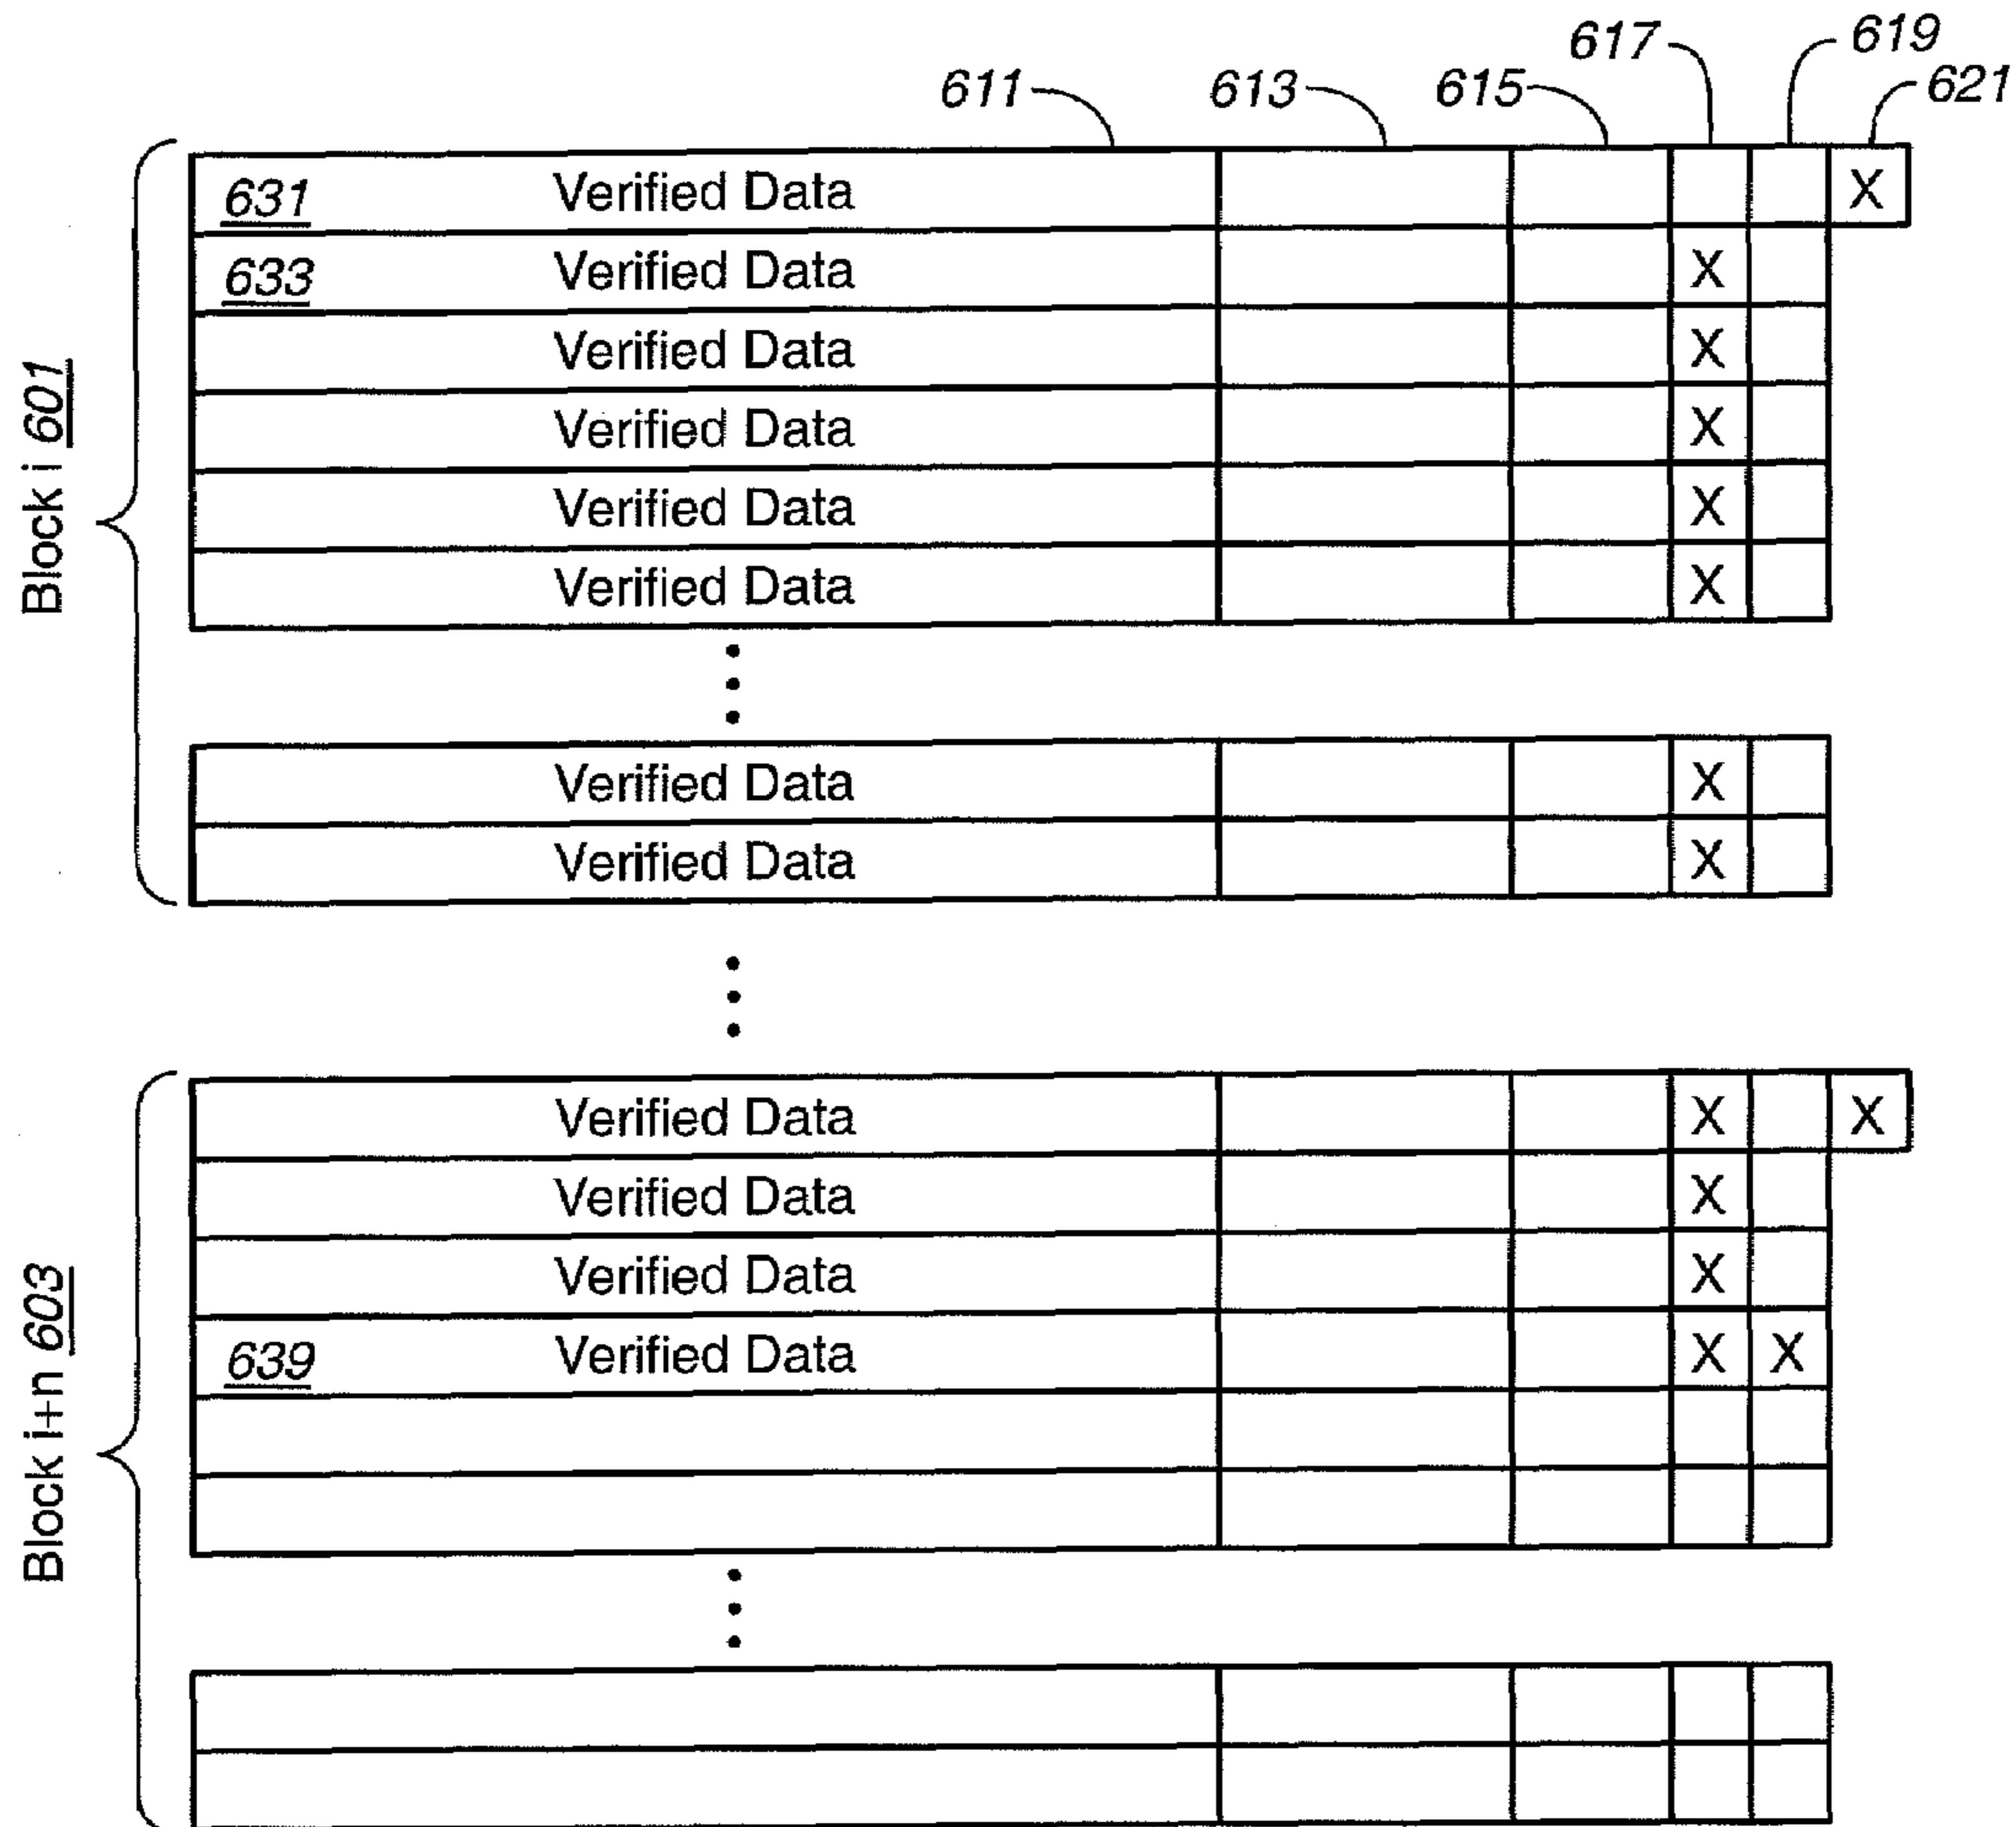 617 619
611 613 615 621
631 Verified Data X
633 Verified Data X
Verified Data X
Verified Data X
Verified Data X
Verified Data X
Block i 601
Verified Data X
Verified Data X
Verified Data X X
Verified Data X
Verified Data X
639 Verified Data X X
Block i+n 603